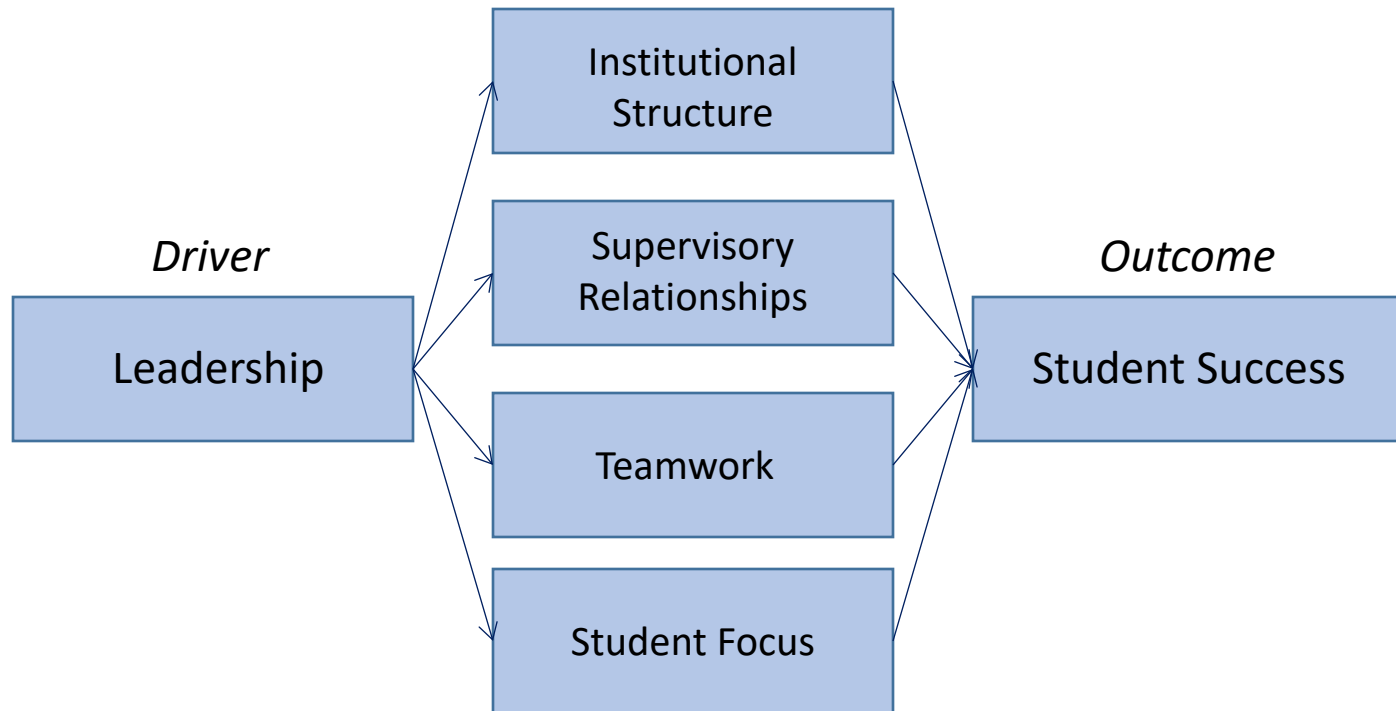 Driver
Leadership
Institutional
Structure
Supervisory
Relationships
Teamwork
Student Focus
Outcome
Student Success